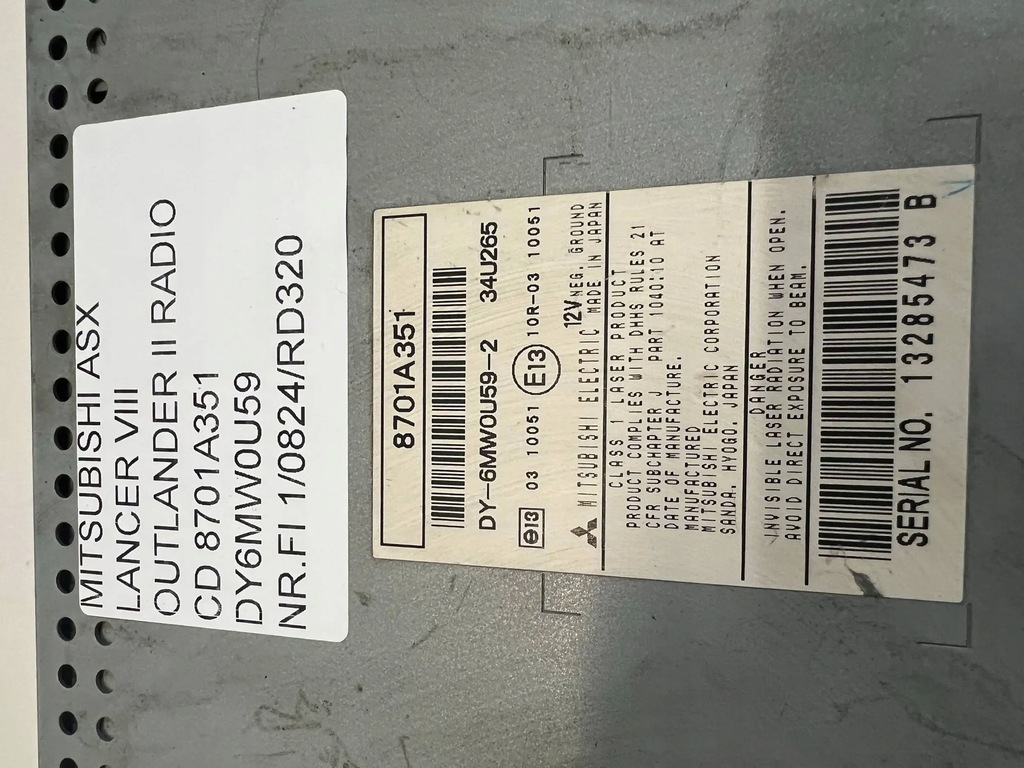 MITSUBISHI ASX
LANCER VIII
OUTLANDER II RADIO
CD 8701A351
DY6MW0U59
NR.FI 1/0824/RD320
8701A351
DY-6MW0U59-2 34U265
e13 03 10051 E13 10R-03 10051
12V NEG. GROUND
MITSUBISHI ELECTRIC MADE IN JAPAN
CLASS 1 LASER PRODUCT
PRODUCT COMPLIES WITH DHHS RULES 21
CFR SUBCHAPTER J PART 1040:10 AT
DATE OF MANUFACTURE.
MANUFACTURED
MITSUBISHI ELECTRIC CORPORATION
SANDA, HYOGO, JAPAN
DANGER
INVISIBLE LASER RADIATION WHEN OPEN.
AVOID DIRECT EXPOSURE TO BEAM.
SERIAL NO. 13285473 B